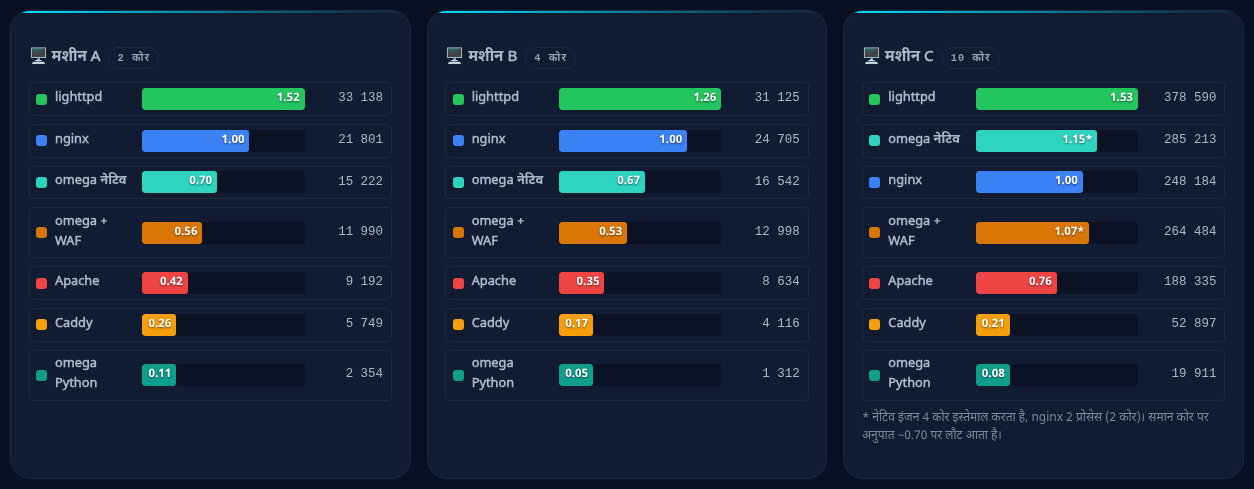 मशीन A 2 कोर
lighttpd 1.52 33 138
nginx 1.00 21 801
omega नेटिव 0.70 15 222
omega +
WAF 0.56 11 990
Apache 0.42 9 192
Caddy 0.26 5 749
omega
Python 0.11 2 354
मशीन B 4 कोर
lighttpd 1.26 31 125
nginx 1.00 24 705
omega नेटिव 0.67 16 542
omega +
WAF 0.53 12 998
Apache 0.35 8 634
Caddy 0.17 4 116
omega
Python 0.05 1 312
मशीन C 10 कोर
lighttpd 1.53 378 590
omega नेटिव 1.15* 285 213
nginx 1.00 248 184
omega +
WAF 1.07* 264 484
Apache 0.76 188 335
Caddy 0.21 52 897
omega
Python 0.08 19 911
* नेटिव इंजन 4 कोर इस्तेमाल करता है, nginx 2 प्रोसेस (2 कोर)। समान कोर पर
अनुपात ~0.70 पर लौट आता है।